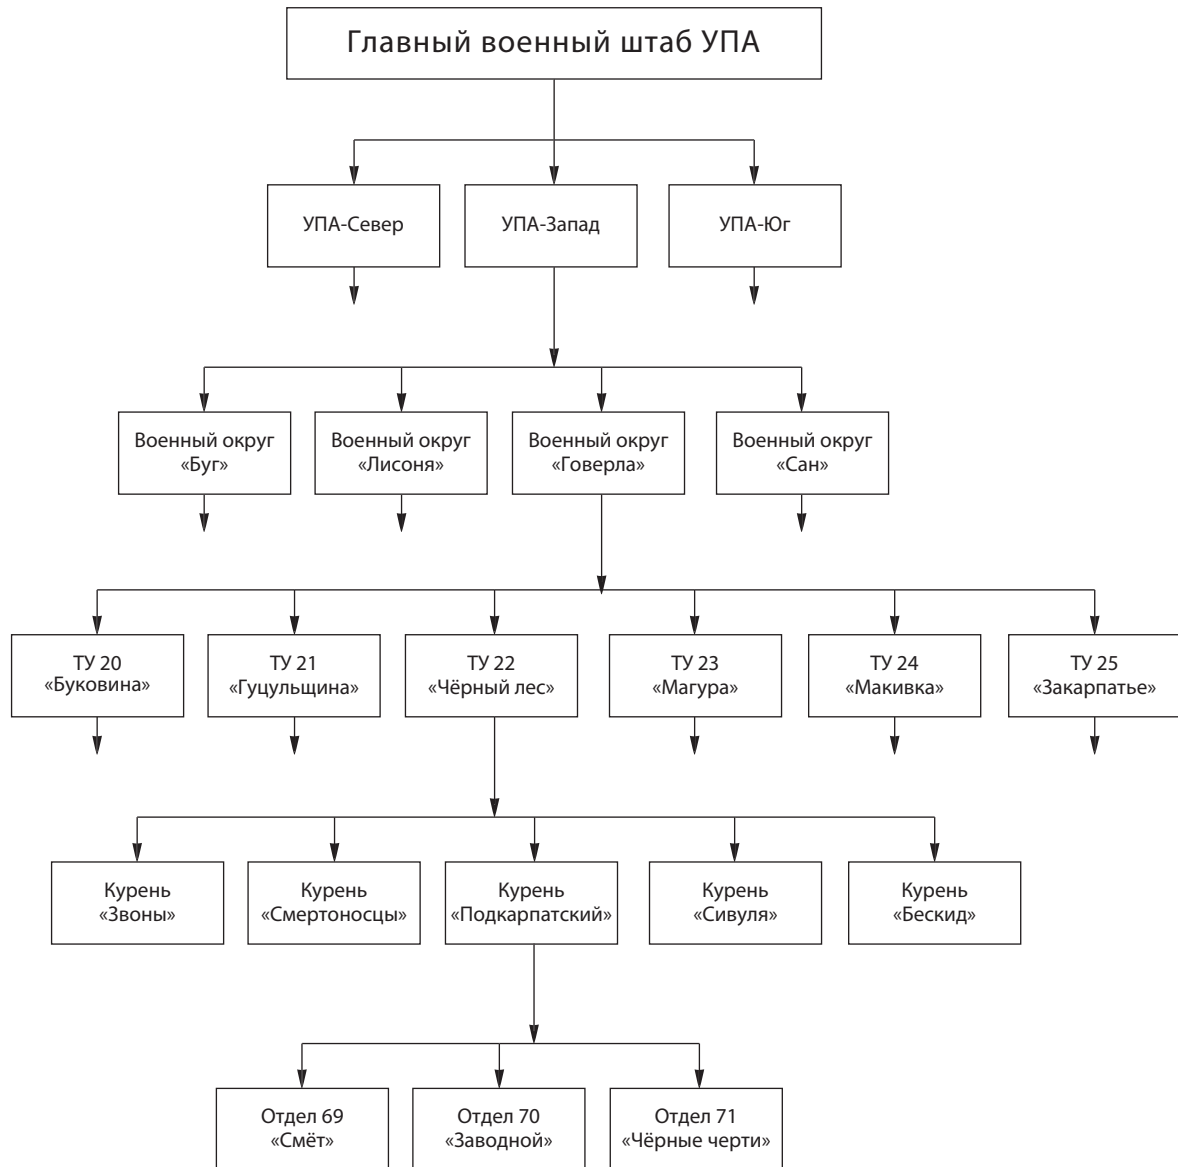 Главный военный штаб УПА
УПА-Север
УПА-Запад
УПА-Юг
Военный округ
«Буг»
Военный округ
«Лисоня»
Военный округ
«Говерла»
Военный округ
«Сан»
ТУ 20
«Буковина»
ТУ 21
«Гуцульщина»
ТУ 22
«Чёрный лес»
ТУ 23
«Магура»
ТУ 24
«Макивка»
ТУ 25
«Закарпатье»
Курень
«Звоны»
Курень
«Смертоносцы»
Курень
«Подкарпатский»
Курень
«Сивуля»
Курень
«Бескид»
Отдел 69
«Смёт»
Отдел 70
«Заводной»
Отдел 71
«Чёрные черти»